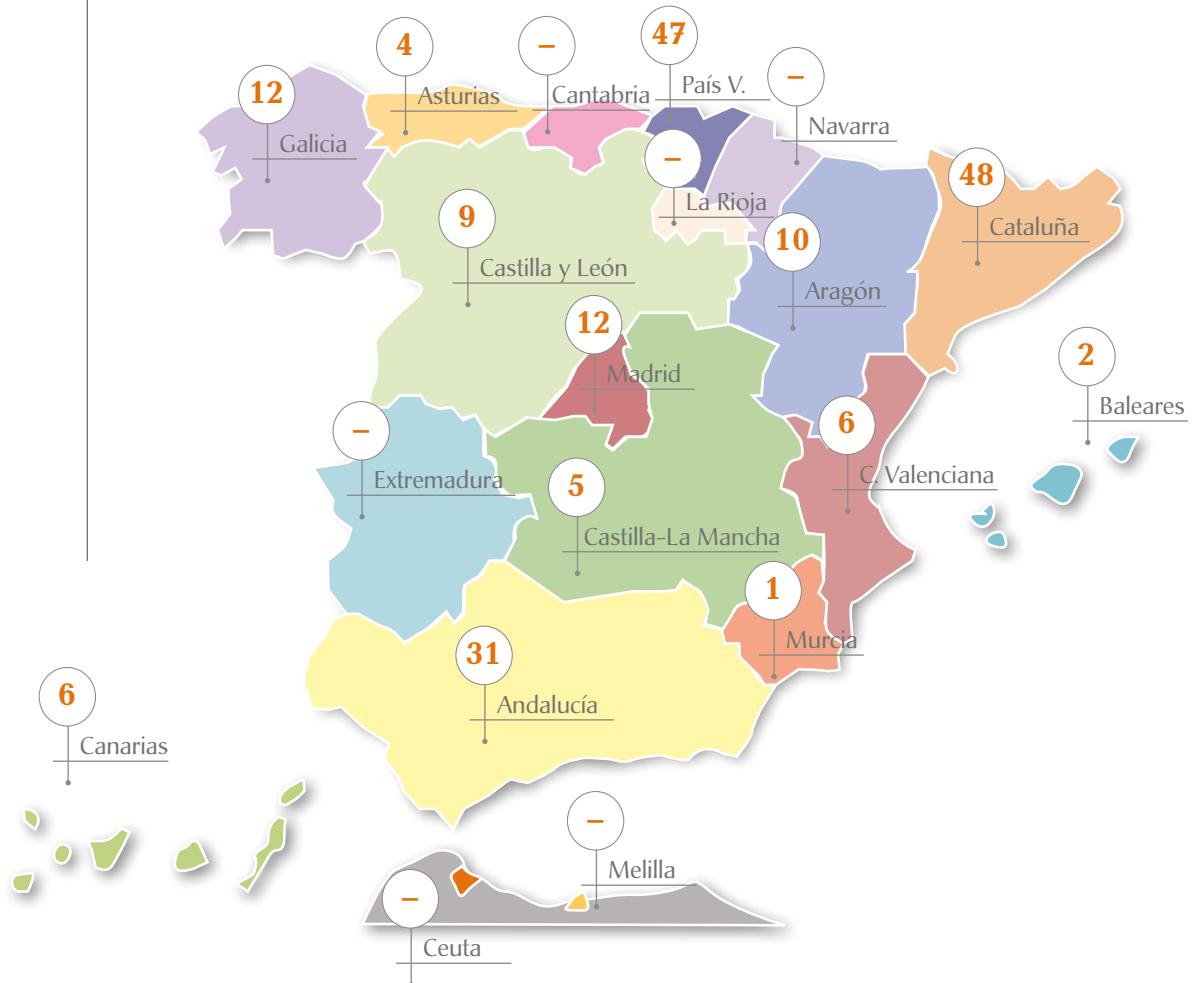 47
4
–
País V.
–
12
Asturias
Cantabria
Navarra
Galicia
–
48
La Rioja
9
10
Cataluña
Castilla y León
Aragón
12
2
Madrid
Baleares
–
6
Extremadura
C. Valenciana
5
Castilla–La Mancha
1
31
Murcia
6
Andalucía
Canarias
–
Melilla
–
Ceuta